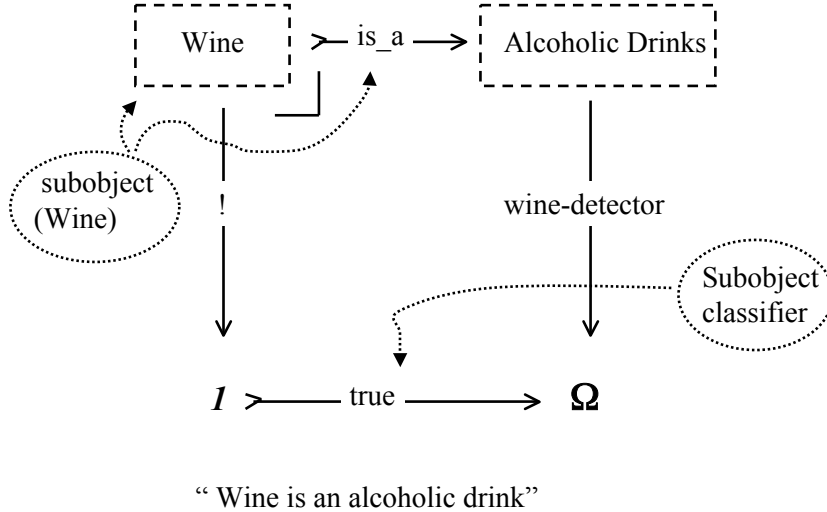 Wine
is_a
Alcoholic Drinks
subobject
(Wine)
!
wine-detector
Subobject
classifier
1
true
Ω
“ Wine is an alcoholic drink”